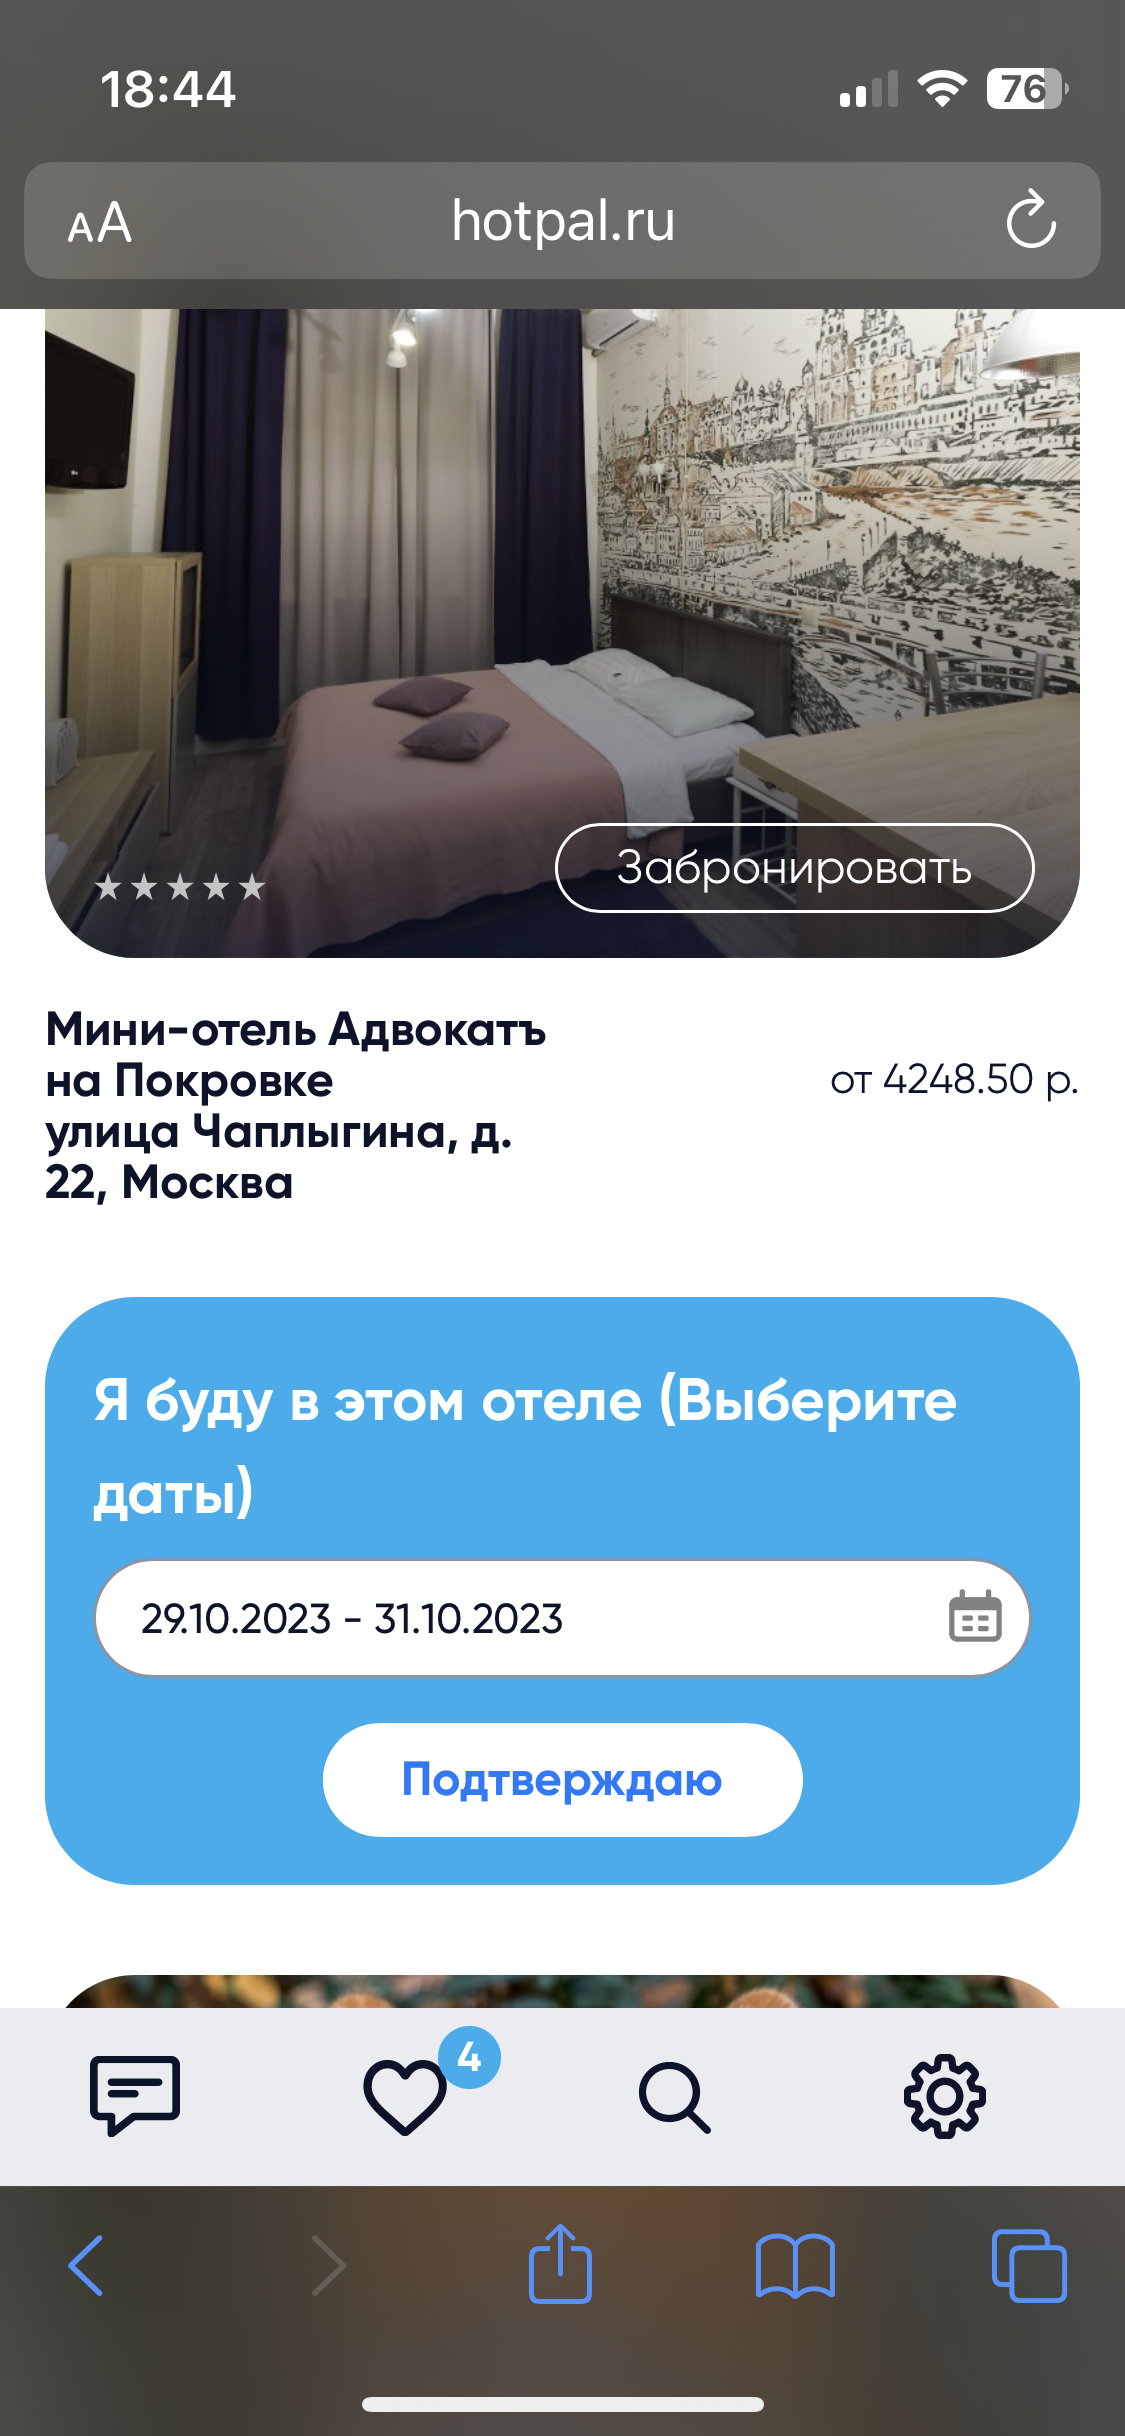 18:44
76
AA
hotpal.ru
Забронировать
Мини-отель Адвокатъ
на Покровке
улица Чаплыгина, д.
22, Москва
от 4248.50 р.
Я буду в этом отеле (Выберите
даты)
29.10.2023 - 31.10.2023
Подтверждаю
4